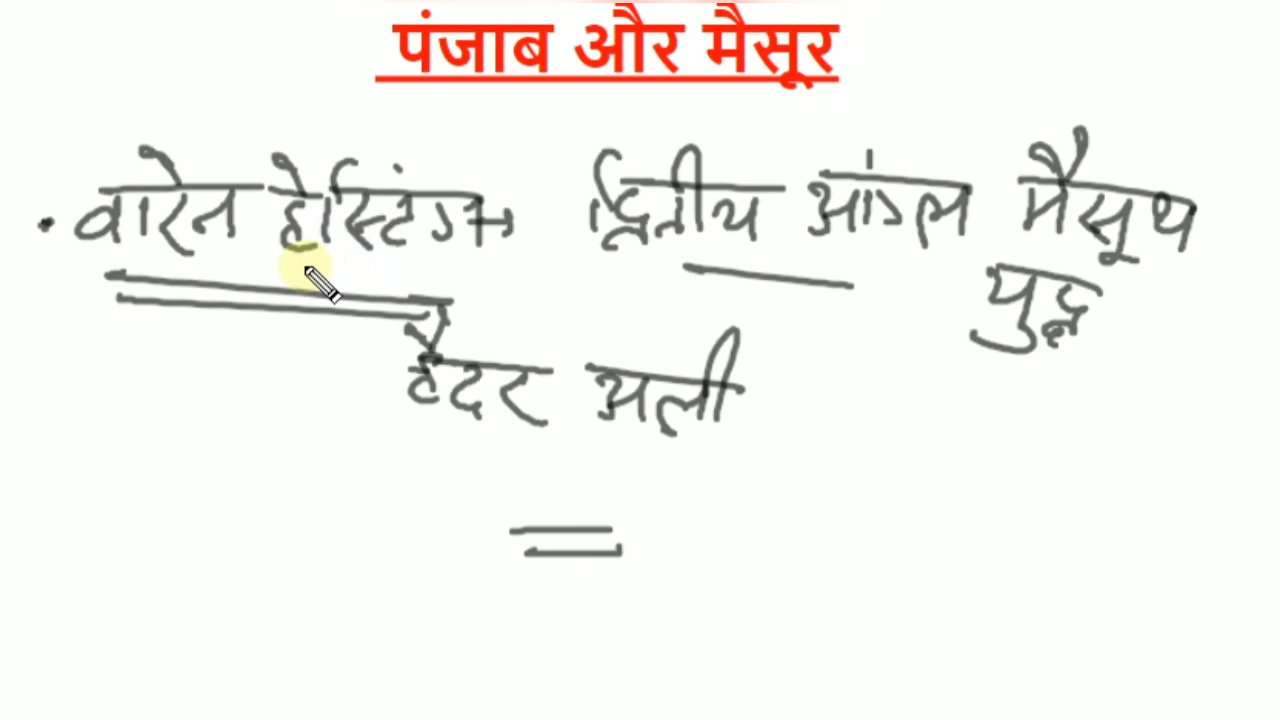 पंजाब और मैसूर
वारेन हेस्टिंग → द्वितीय आंग्ल मैसूर
युद्ध
हैदर अली